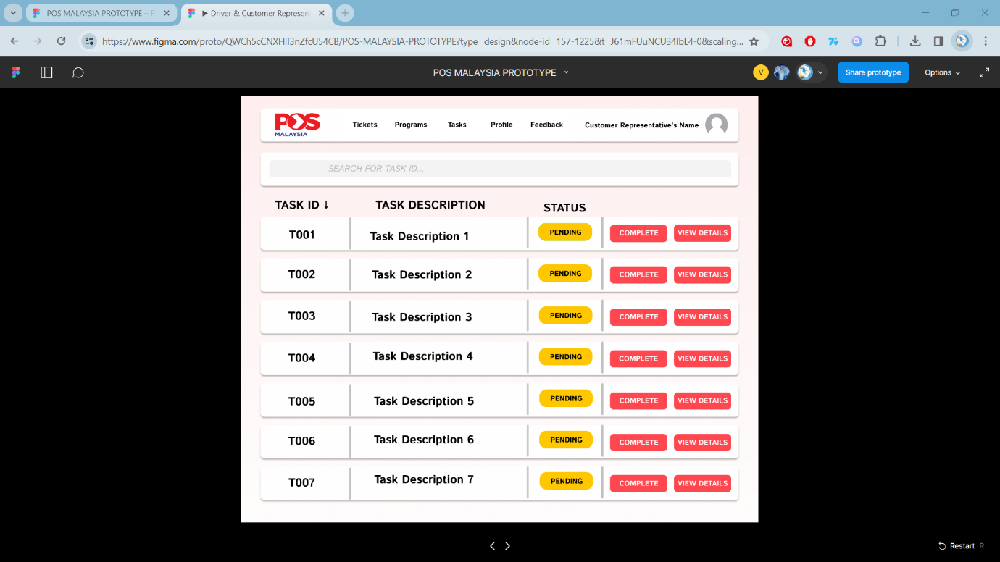 POS MALAYSIA PROTOTYPE – F
Driver & Customer Represen
https://www.figma.com/proto/QWCh5cCNXHII3nZfcU54CB/POS-MALAYSIA-PROTOTYPE?type=design&node-id=157-1225&t=J61mFUuNCU34IbL4-0&scaling...
POS MALAYSIA PROTOTYPE
V
Share prototype
Options
POS
MALAYSIA
Tickets Programs Tasks Profile Feedback Customer Representative's Name
SEARCH FOR TASK ID...
TASK ID ↓ TASK DESCRIPTION STATUS
T001 Task Description 1 PENDING COMPLETE VIEW DETAILS
T002 Task Description 2 PENDING COMPLETE VIEW DETAILS
T003 Task Description 3 PENDING COMPLETE VIEW DETAILS
T004 Task Description 4 PENDING COMPLETE VIEW DETAILS
T005 Task Description 5 PENDING COMPLETE VIEW DETAILS
T006 Task Description 6 PENDING COMPLETE VIEW DETAILS
T007 Task Description 7 PENDING COMPLETE VIEW DETAILS
Restart R